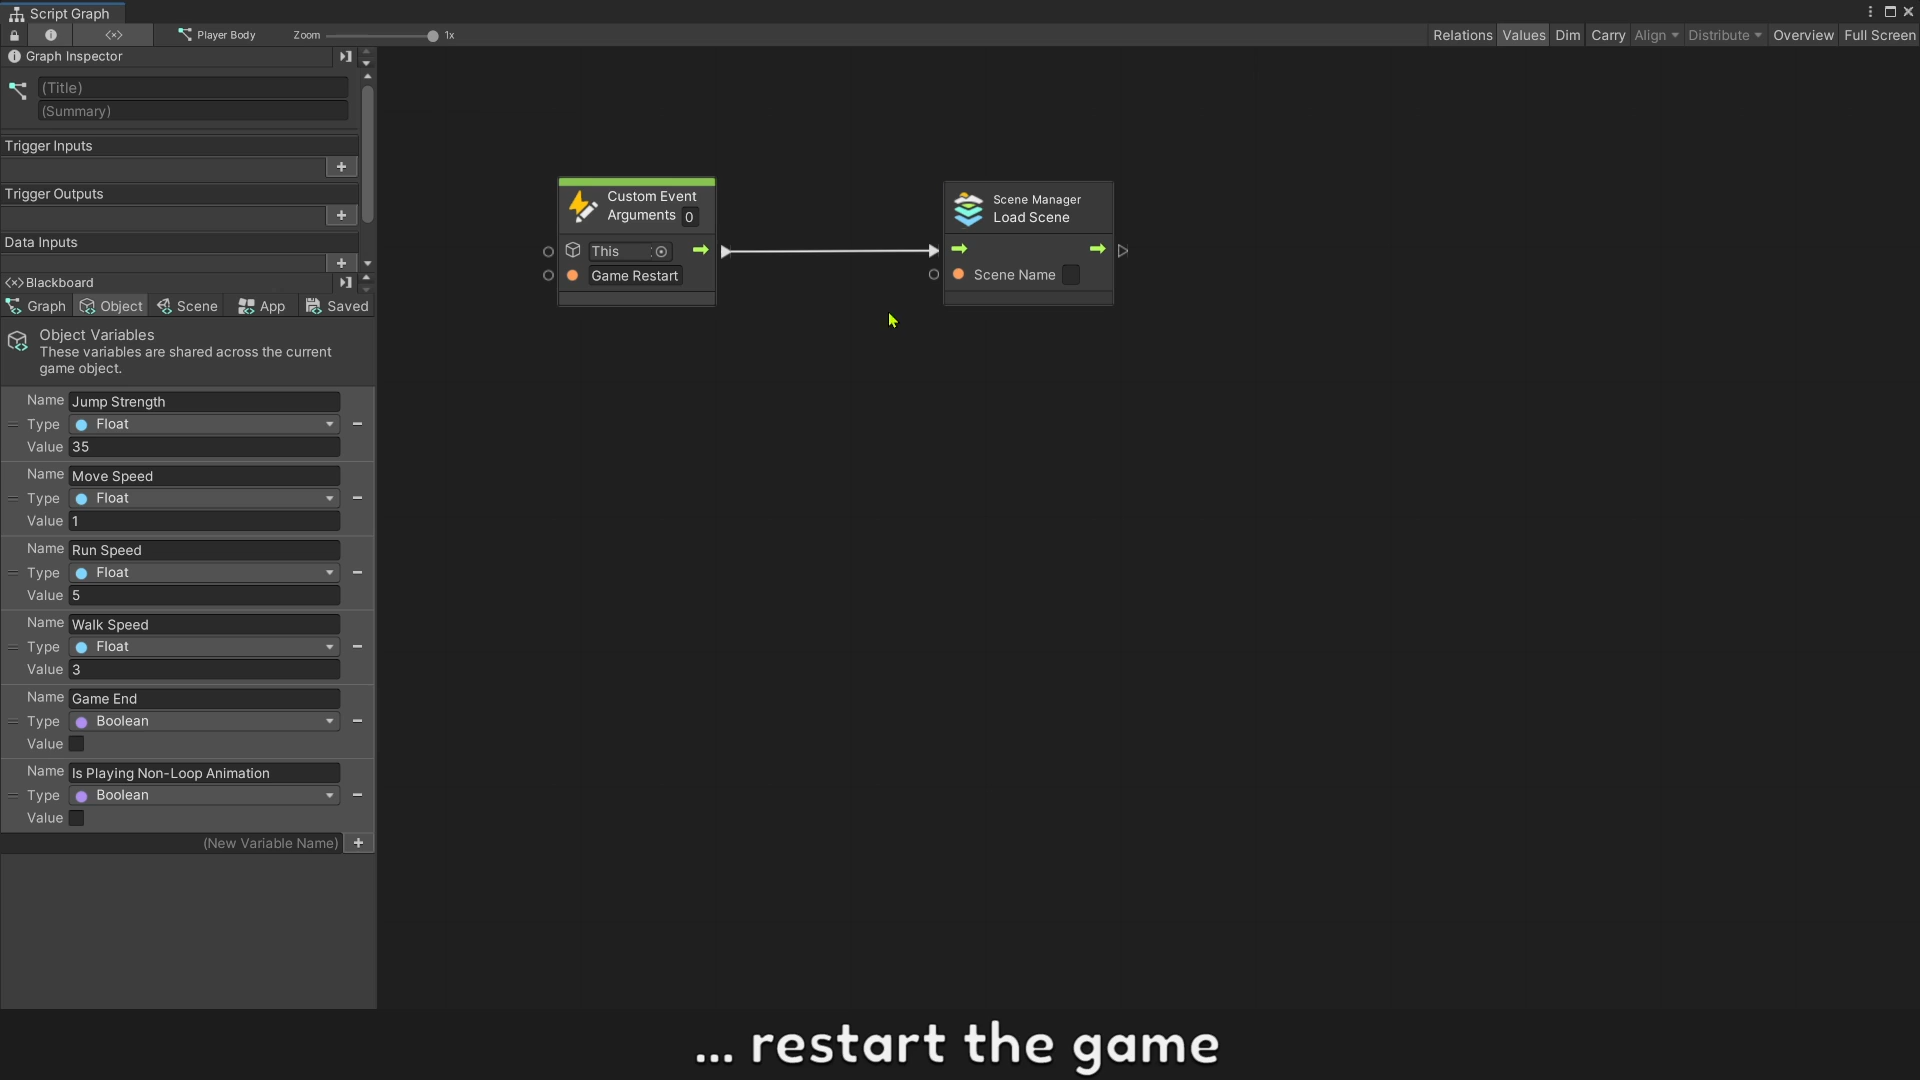 Script Graph
Player Body
Zoom
1x
Relations
Values
Dim
Carry
Align
Distribute
Overview
Full Screen
Graph Inspector
(Title)
(Summary)
Trigger Inputs
Trigger Outputs
Data Inputs
Blackboard
Graph
Object
Scene
App
Saved
Object Variables
These variables are shared across the current
game object.
Name Jump Strength
Type Float
Value 35
Name Move Speed
Type Float
Value 1
Name Run Speed
Type Float
Value 5
Name Walk Speed
Type Float
Value 3
Name Game End
Type Boolean
Value
Name Is Playing Non-Loop Animation
Type Boolean
Value
(New Variable Name)
Custom Event
Arguments 0
This
Game Restart
Scene Manager
Load Scene
Scene Name
... restart the game